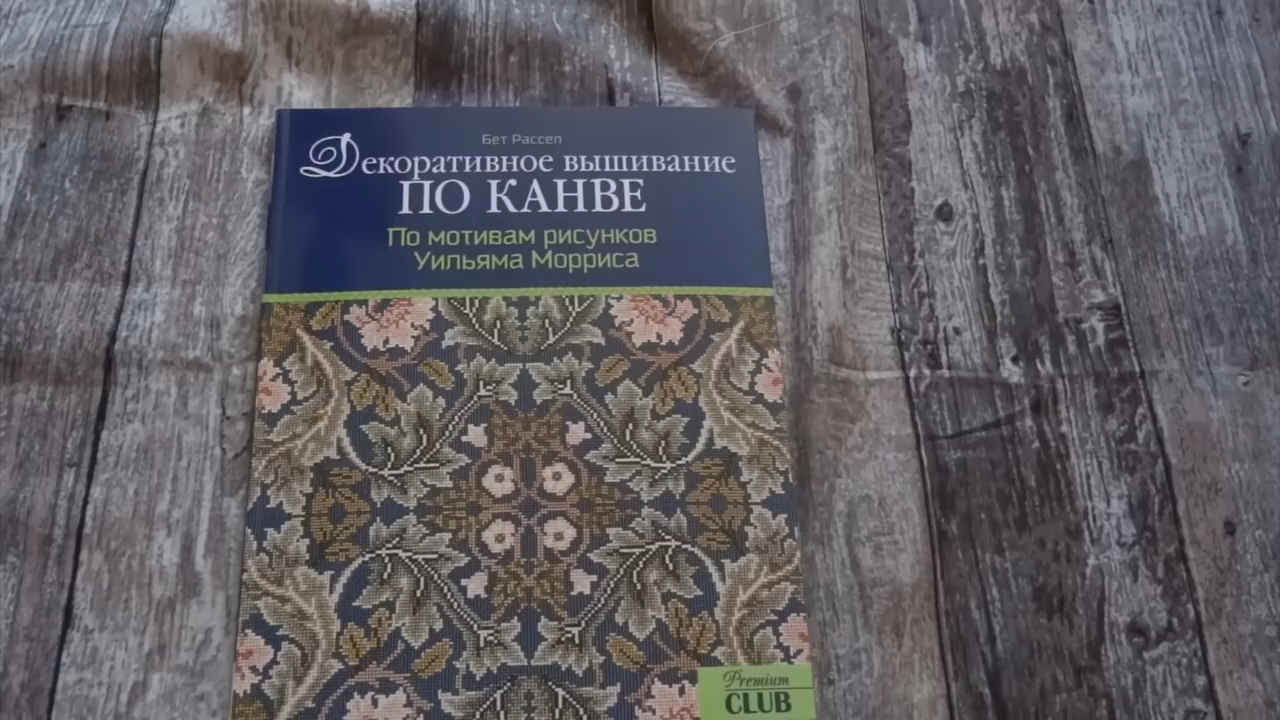 Бет Рассел
Декоративное вышивание
ПО КАНВЕ
По мотивам рисунков
Уильяма Морриса
Premium
CLUB